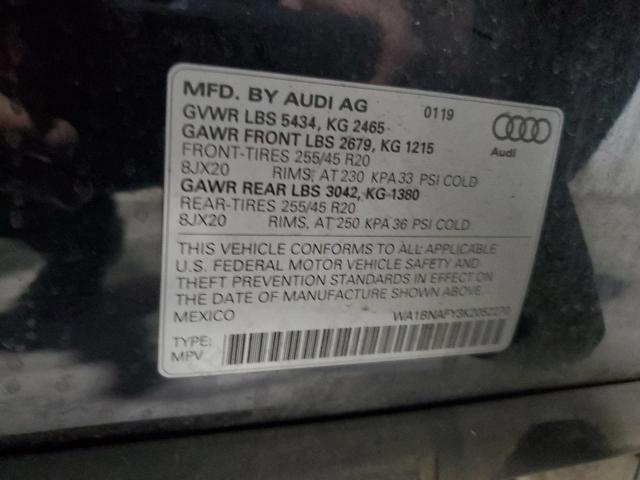 MFD. BY AUDI AG 01 19
GVWR LBS 5434, KG 2465
GAWR FRONT LBS 2679, KG 1215
FRONT-TIRES 255/45 R20
8JX20 RIMS, AT 230 KPA 33 PSI COLD
GAWR REAR LBS 3042, KG 1380
REAR-TIRES 255/45 R20
8JX20 RIMS, AT 250 KPA 36 PSI COLD
Audi
THIS VEHICLE CONFORMS TO ALL APPLICABLE
U.S. FEDERAL MOTOR VEHICLE SAFETY AND
THEFT PREVENTION STANDARDS IN EFFECT ON
THE DATE OF MANUFACTURE SHOWN ABOVE.
MEXICO WA1BNAFY3K2052270
TYPE:
MPV